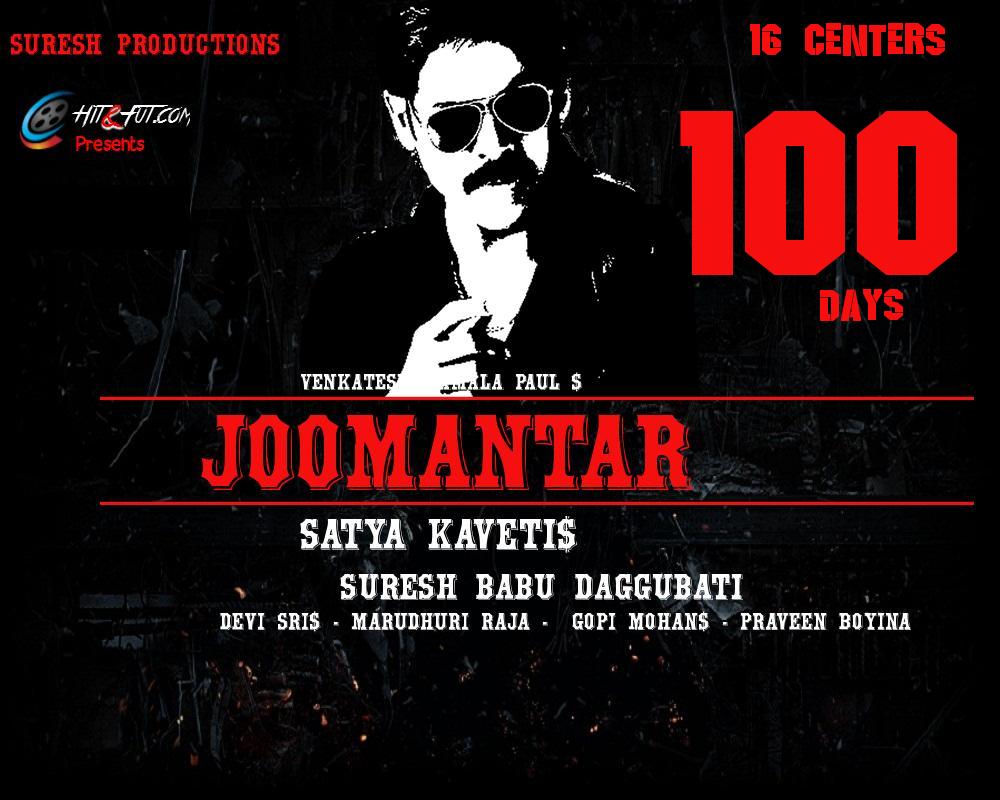 SURESH PRODUCTIONS
16 CENTERS
HIT&FUT.COM
Presents
100
DAYS
PAUL $
JOOMANTAR
SATYA KAVETI$
SURESH BABU DAGGUBATI
DEVI SRI$ - MARUDHURI RAJA - GOPI MOHAN$ - PRAVEEN BOYINA